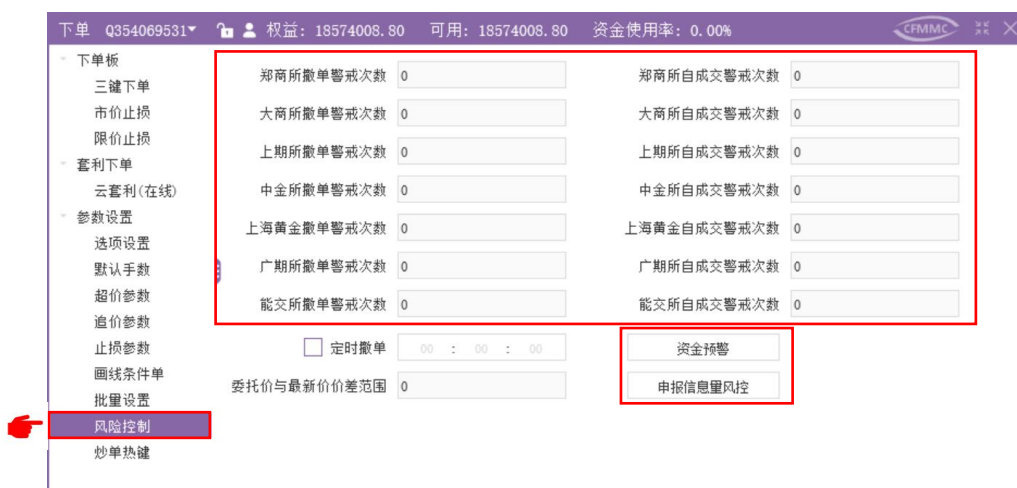 下单 Q354069531 权益: 18574008.80 可用: 18574008.80 资金使用率: 0.00% CFMMC
下单板
三键下单
市价止损
限价止损
套利下单
云套利(在线)
参数设置
选项设置
默认手数
超价参数
追价参数
止损参数
画线条件单
批量设置
风险控制
炒单热键
郑商所撤单警戒次数 0 郑商所自成交警戒次数 0
大商所撤单警戒次数 0 大商所自成交警戒次数 0
上期所撤单警戒次数 0 上期所自成交警戒次数 0
中金所撤单警戒次数 0 中金所自成交警戒次数 0
上海黄金撤单警戒次数 0 上海黄金自成交警戒次数 0
广期所撤单警戒次数 0 广期所自成交警戒次数 0
能交所撤单警戒次数 0 能交所自成交警戒次数 0
定时撤单 00 : 00 : 00 资金预警
委托价与最新价价差范围 0 申报信息量风控